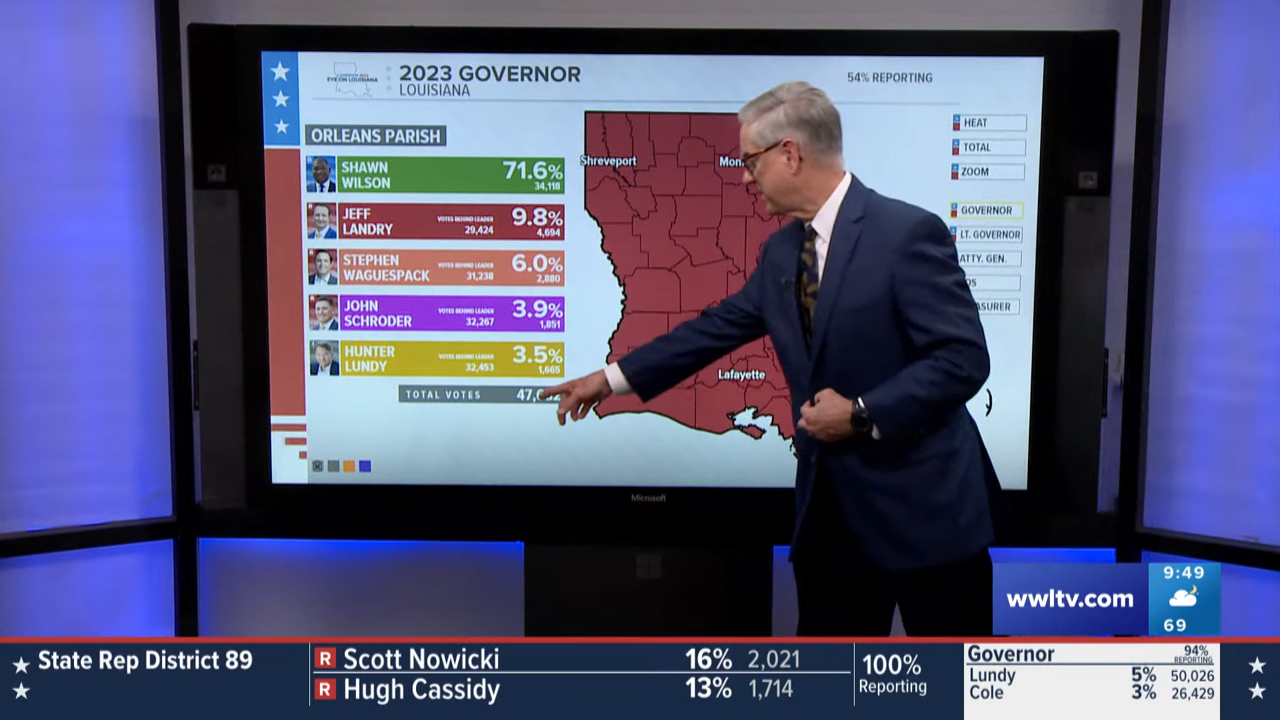 EYE ON LOUISIANA
2023 GOVERNOR
LOUISIANA
54% REPORTING
ORLEANS PARISH
SHAWN WILSON 71.6% 34,118
JEFF LANDRY VOTES BEHIND LEADER 29,424 9.8% 4,694
STEPHEN WAGUESPACK VOTES BEHIND LEADER 31,238 6.0% 2,880
JOHN SCHRODER VOTES BEHIND LEADER 32,267 3.9% 1,851
HUNTER LUNDY VOTES BEHIND LEADER 32,453 3.5% 1,665
TOTAL VOTES
Shreveport
Lafayette
HEAT
TOTAL
ZOOM
GOVERNOR
LT. GOVERNOR
ATTY. GEN.
Microsoft
wwltv.com
9:49
69
State Rep District 89
R Scott Nowicki 16% 2,021
R Hugh Cassidy 13% 1,714
100% Reporting
Governor 94% REPORTING
Lundy 5% 50,026
Cole 3% 26,429